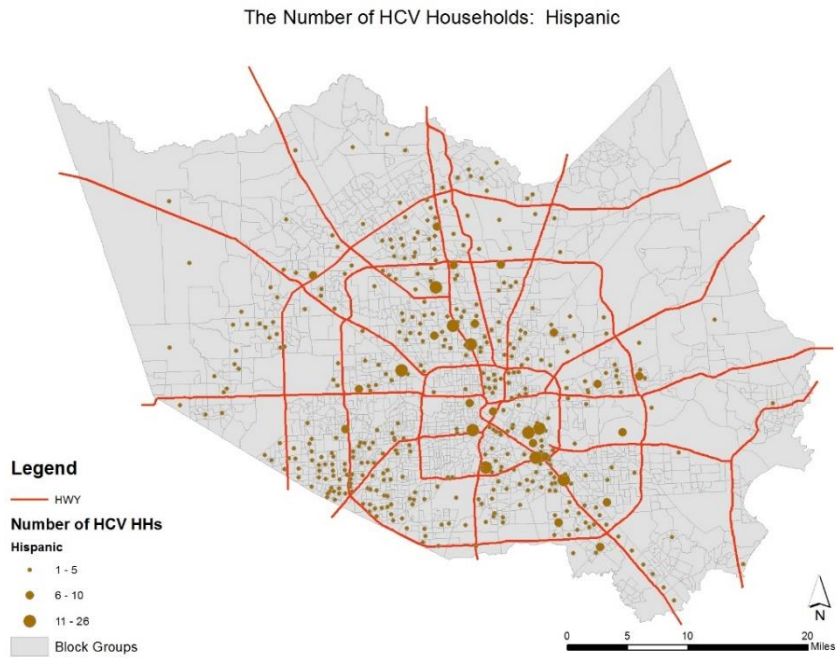 The Number of HCV Households:  Hispanic
Legend
HWY
Number of HCV HHs
Hispanic
1 - 5
6 - 10
11 - 26
Block Groups
N
0 5 10 20
Miles